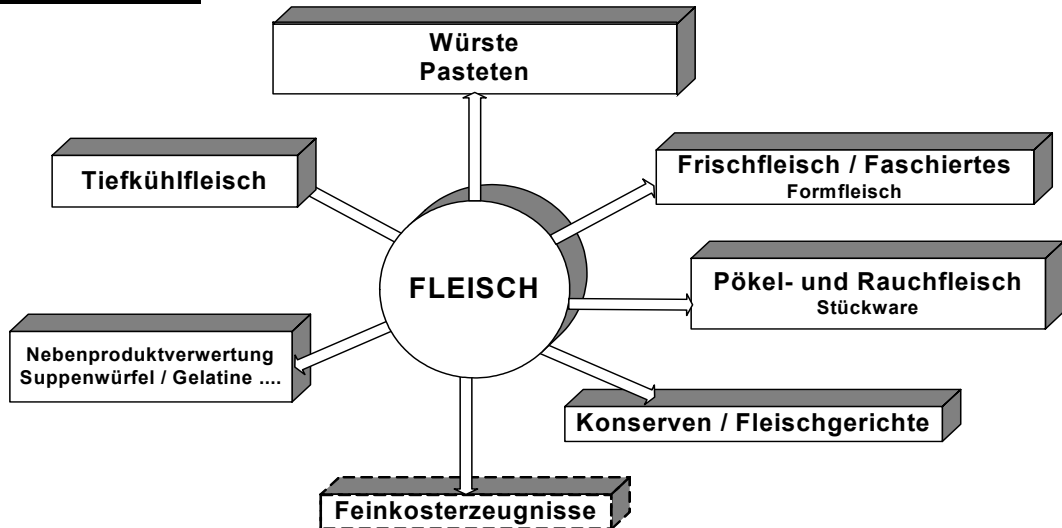 Würste
Pasteten
Tiefkühlfleisch
Frischfleisch / Faschiertes
Formfleisch
FLEISCH
Pökel- und Rauchfleisch
Stückware
Nebenproduktverwertung
Suppenwürfel / Gelatine ....
Konserven / Fleischgerichte
Feinkosterzeugnisse